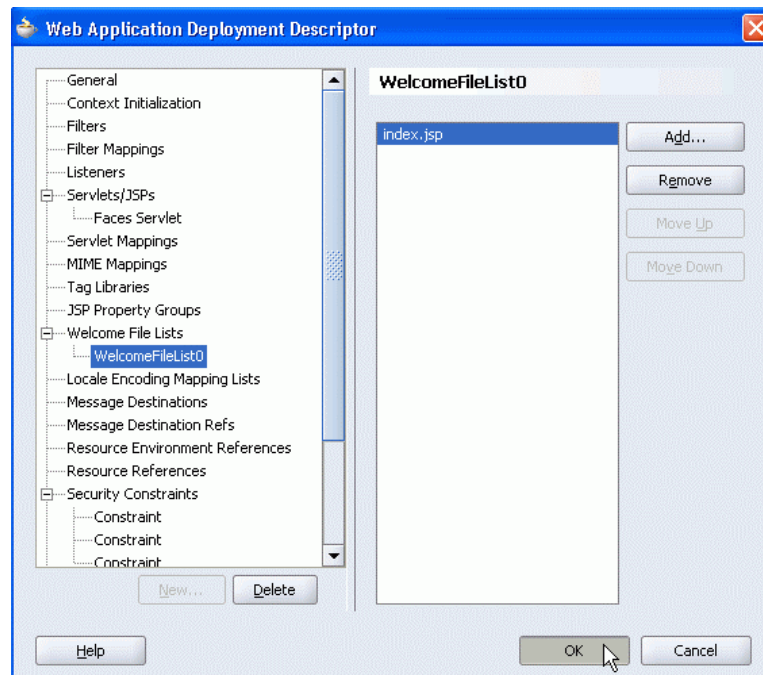 Web Application Deployment Descriptor
General
Context Initialization
Filters
Filter Mappings
Listeners
Servlets/JSPs
Faces Servlet
Servlet Mappings
MIME Mappings
Tag Libraries
JSP Property Groups
Welcome File Lists
WelcomeFileList0
Locale Encoding Mapping Lists
Message Destinations
Message Destination Refs
Resource Environment References
Resource References
Security Constraints
Constraint
Constraint
Constraint
New...
Delete
WelcomeFileList0
index.jsp
Add...
Remove
Move Up
Move Down
Help
OK
Cancel